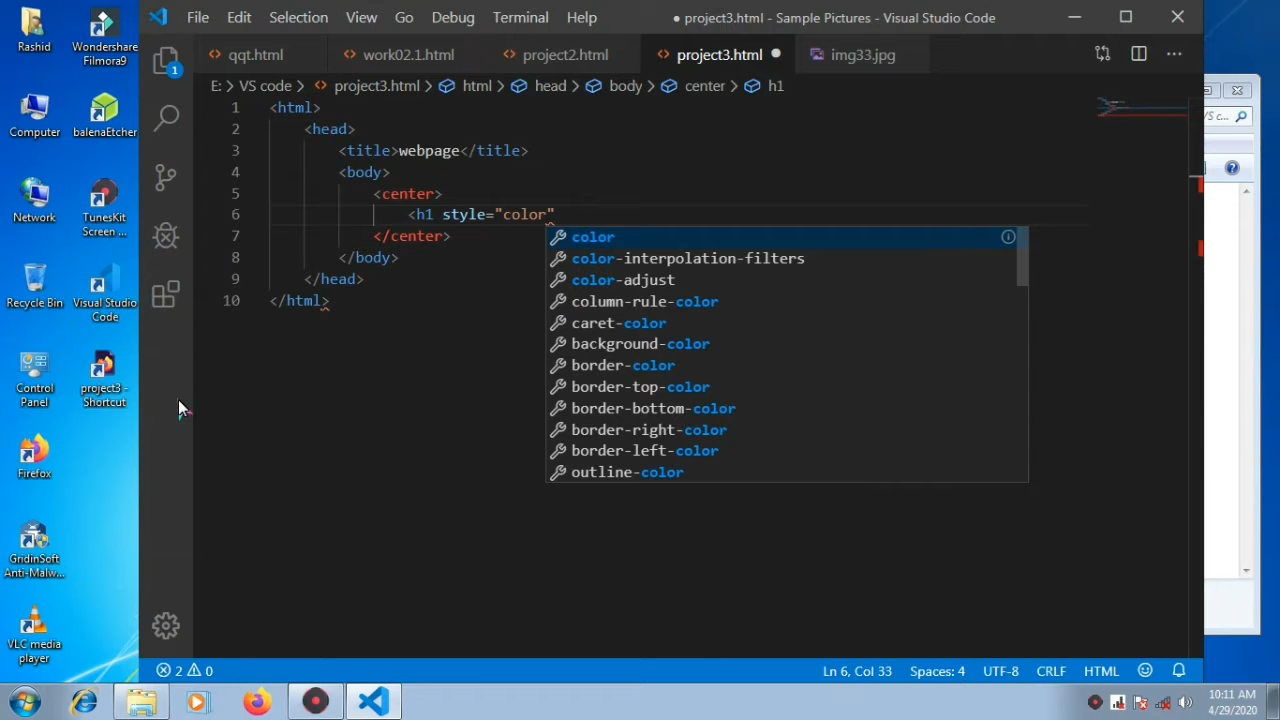 Rashid
Wondershare
Filmora9
Computer
balenaEtcher
Network
TunesKit
Screen ...
Recycle Bin
Visual Studio
Code
Control
Panel
project3 -
Shortcut
Firefox
GridinSoft
Anti-Malw...
VLC media
player
File Edit Selection View Go Debug Terminal Help
● project3.html - Sample Pictures - Visual Studio Code
qqt.html work02.1.html project2.html project3.html img33.jpg
E: > VS code > project3.html > html > head > body > center > h1
1 <html>
2 <head>
3 <title>webpage</title>
4 <body>
5 <center>
6 <h1 style="color"
7 </center>
8 </body>
9 </head>
10 </html>
color
color-interpolation-filters
color-adjust
column-rule-color
caret-color
background-color
border-color
border-top-color
border-bottom-color
border-right-color
border-left-color
outline-color
1
VS c...
2 0
Ln 6, Col 33 Spaces: 4 UTF-8 CRLF HTML
10:11 AM
4/29/2020